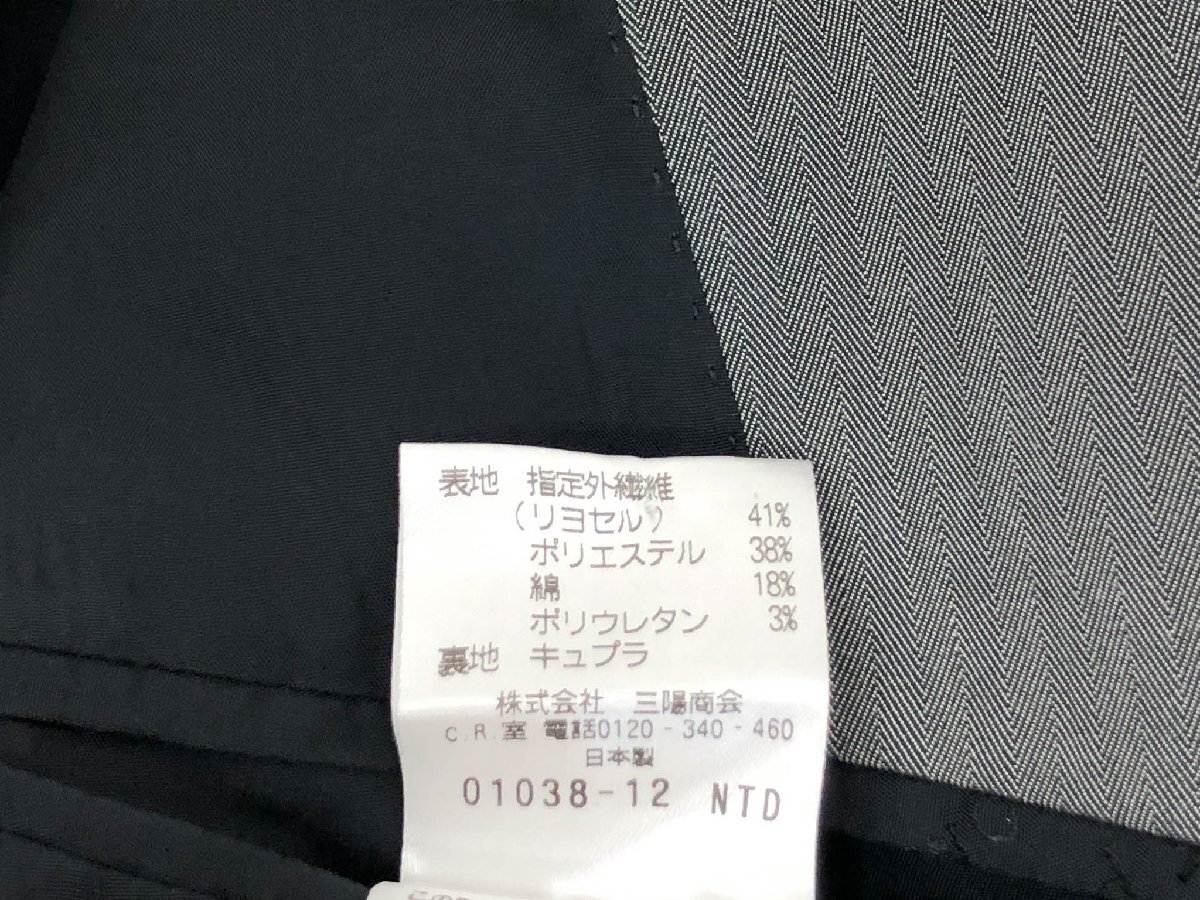 表地 指定外繊維
(リヨセル) 41%
ポリエステル 38%
綿 18%
ポリウレタン 3%
裏地 キュプラ
株式会社 三陽商会
C.R.室 電話0120-340-460
日本製
01038-12 NTD
この